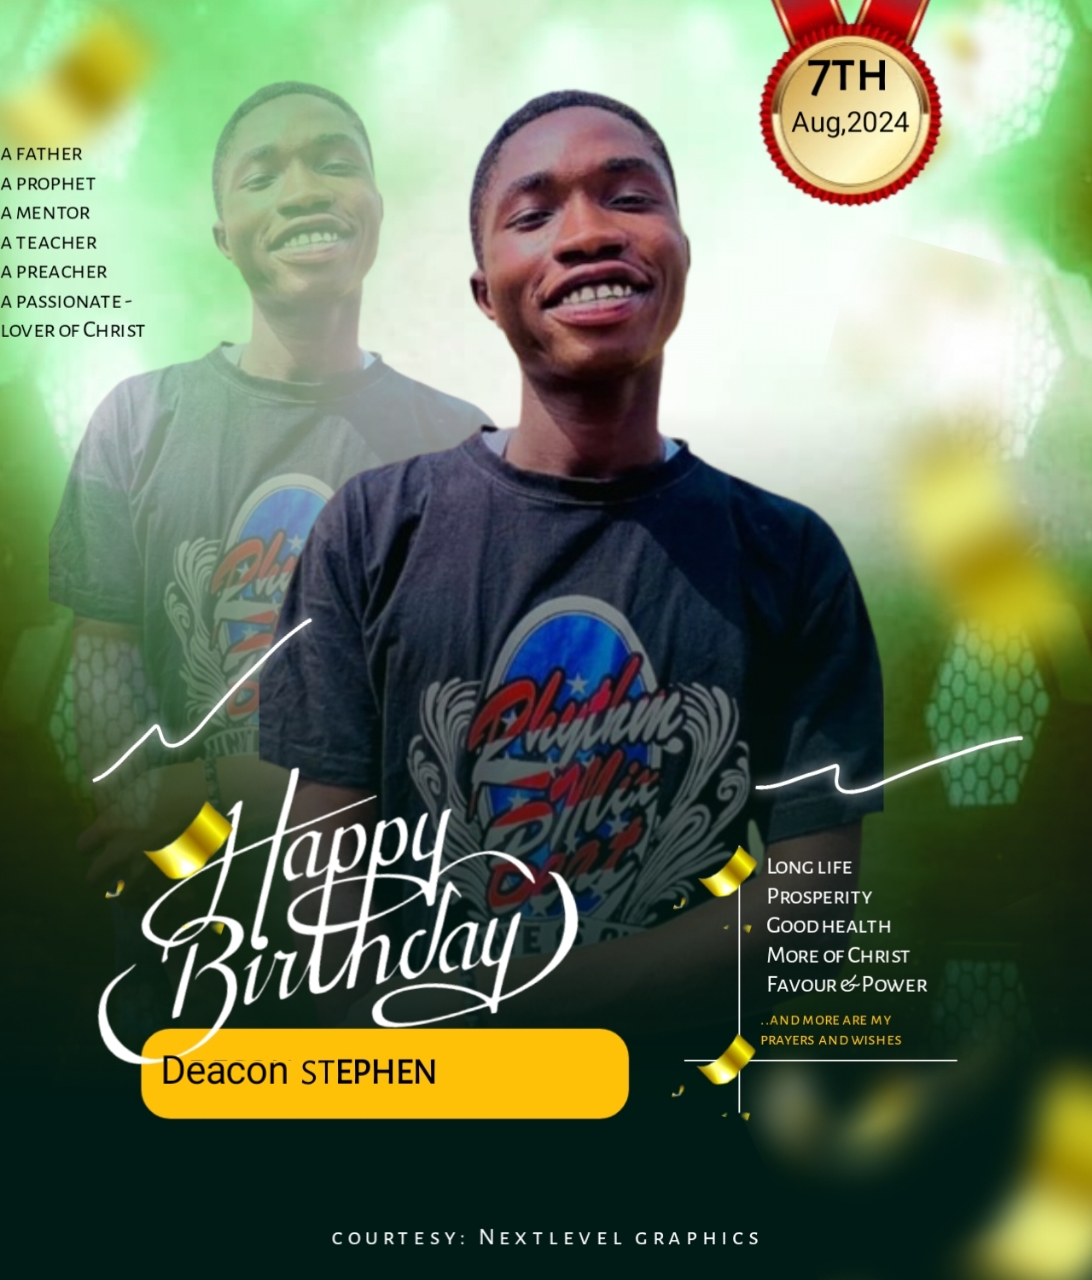 7TH
Aug,2024
A FATHER
A PROPHET
A MENTOR
A TEACHER
A PREACHER
A PASSIONATE -
LOVER OF CHRIST
Rhythm
Mix
Happy
Birthday
LONG LIFE
PROSPERITY
GOOD HEALTH
MORE OF CHRIST
FAVOUR & POWER
..AND MORE ARE MY
PRAYERS AND WISHES
Deacon STEPHEN
COURTESY: NEXTLEVEL GRAPHICS